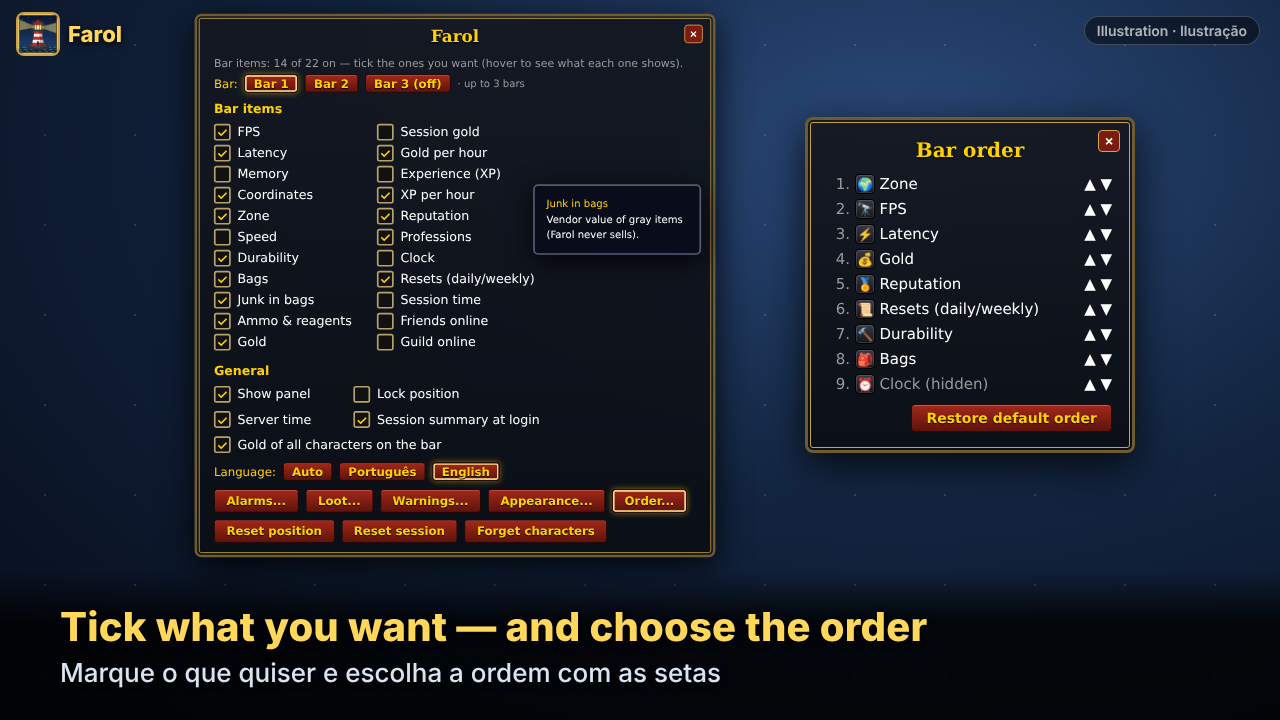 Farol
Illustration · Ilustração
Farol
×
Bar items: 14 of 22 on — tick the ones you want (hover to see what each one shows).
Bar: Bar 1 Bar 2 Bar 3 (off) · up to 3 bars
Bar items
FPS
Latency
Memory
Coordinates
Zone
Speed
Durability
Bags
Junk in bags
Ammo & reagents
Gold
Session gold
Gold per hour
Experience (XP)
XP per hour
Reputation
Professions
Clock
Resets (daily/weekly)
Session time
Friends online
Guild online
Junk in bags
Vendor value of gray items
(Farol never sells).
General
Show panel Lock position
Server time Session summary at login
Gold of all characters on the bar
Language: Auto Português English
Alarms... Loot... Warnings... Appearance... Order...
Reset position Reset session Forget characters
Bar order
×
1. Zone ▲▼
2. FPS ▲▼
3. Latency ▲▼
4. Gold ▲▼
5. Reputation ▲▼
6. Resets (daily/weekly) ▲▼
7. Durability ▲▼
8. Bags ▲▼
9. Clock (hidden) ▲▼
Restore default order
Tick what you want — and choose the order
Marque o que quiser e escolha a ordem com as setas